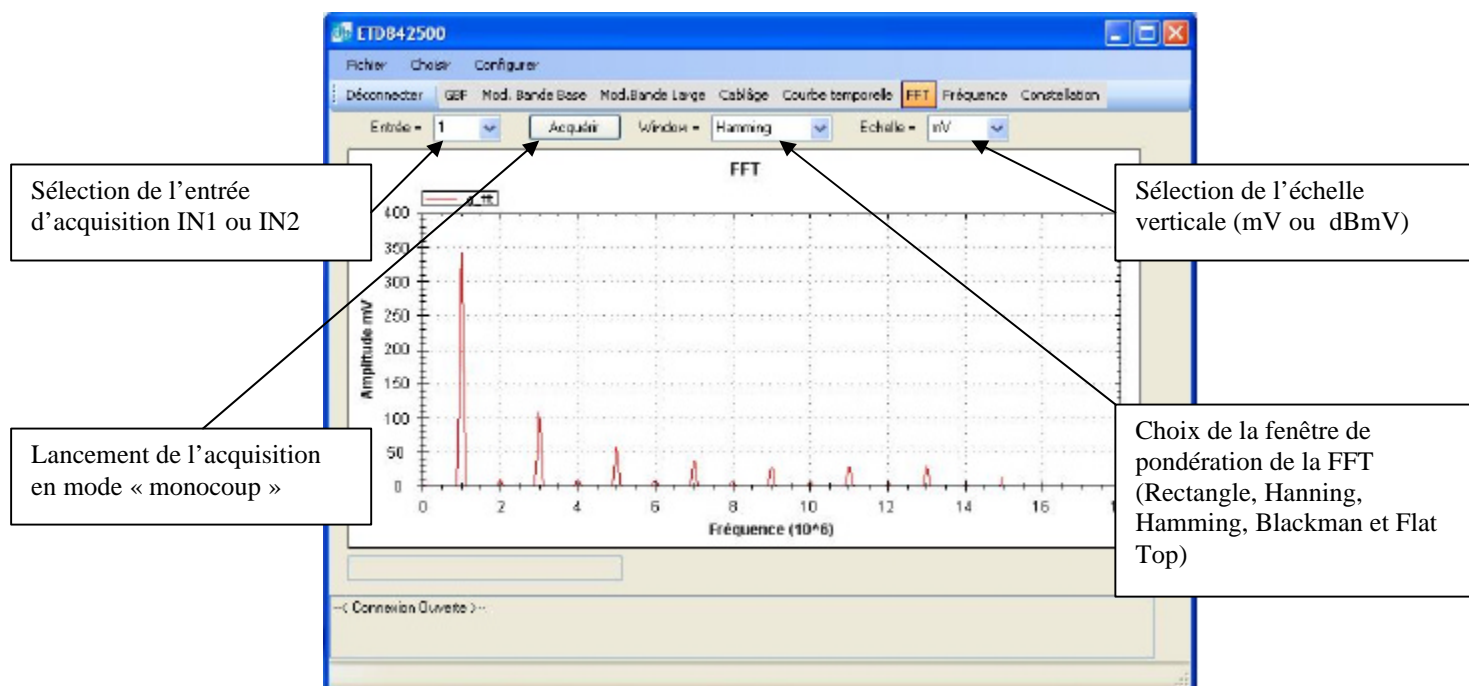 ETD842500
Fichier Choisir Configurer
Déconnecter GBF Mod. Bande Base Mod.Bande Large Cablâge Courbe temporelle FFT Fréquence Constellation
Entrée = 1 Acquérir Window = Hamming Echelle = mV
Sélection de l’entrée
d’acquisition IN1 ou IN2
Sélection de l’échelle
verticale (mV ou dBmV)
FFT
400
350
300
250
200
150
100
50
0
Amplitude mV
0 2 4 6 8 10 12 14 16
Fréquence (10^6)
Lancement de l’acquisition
en mode « monocoup »
Choix de la fenêtre de
pondération de la FFT
(Rectangle, Hanning,
Hamming, Blackman et Flat
Top)
--< Connexion Ouverte >--